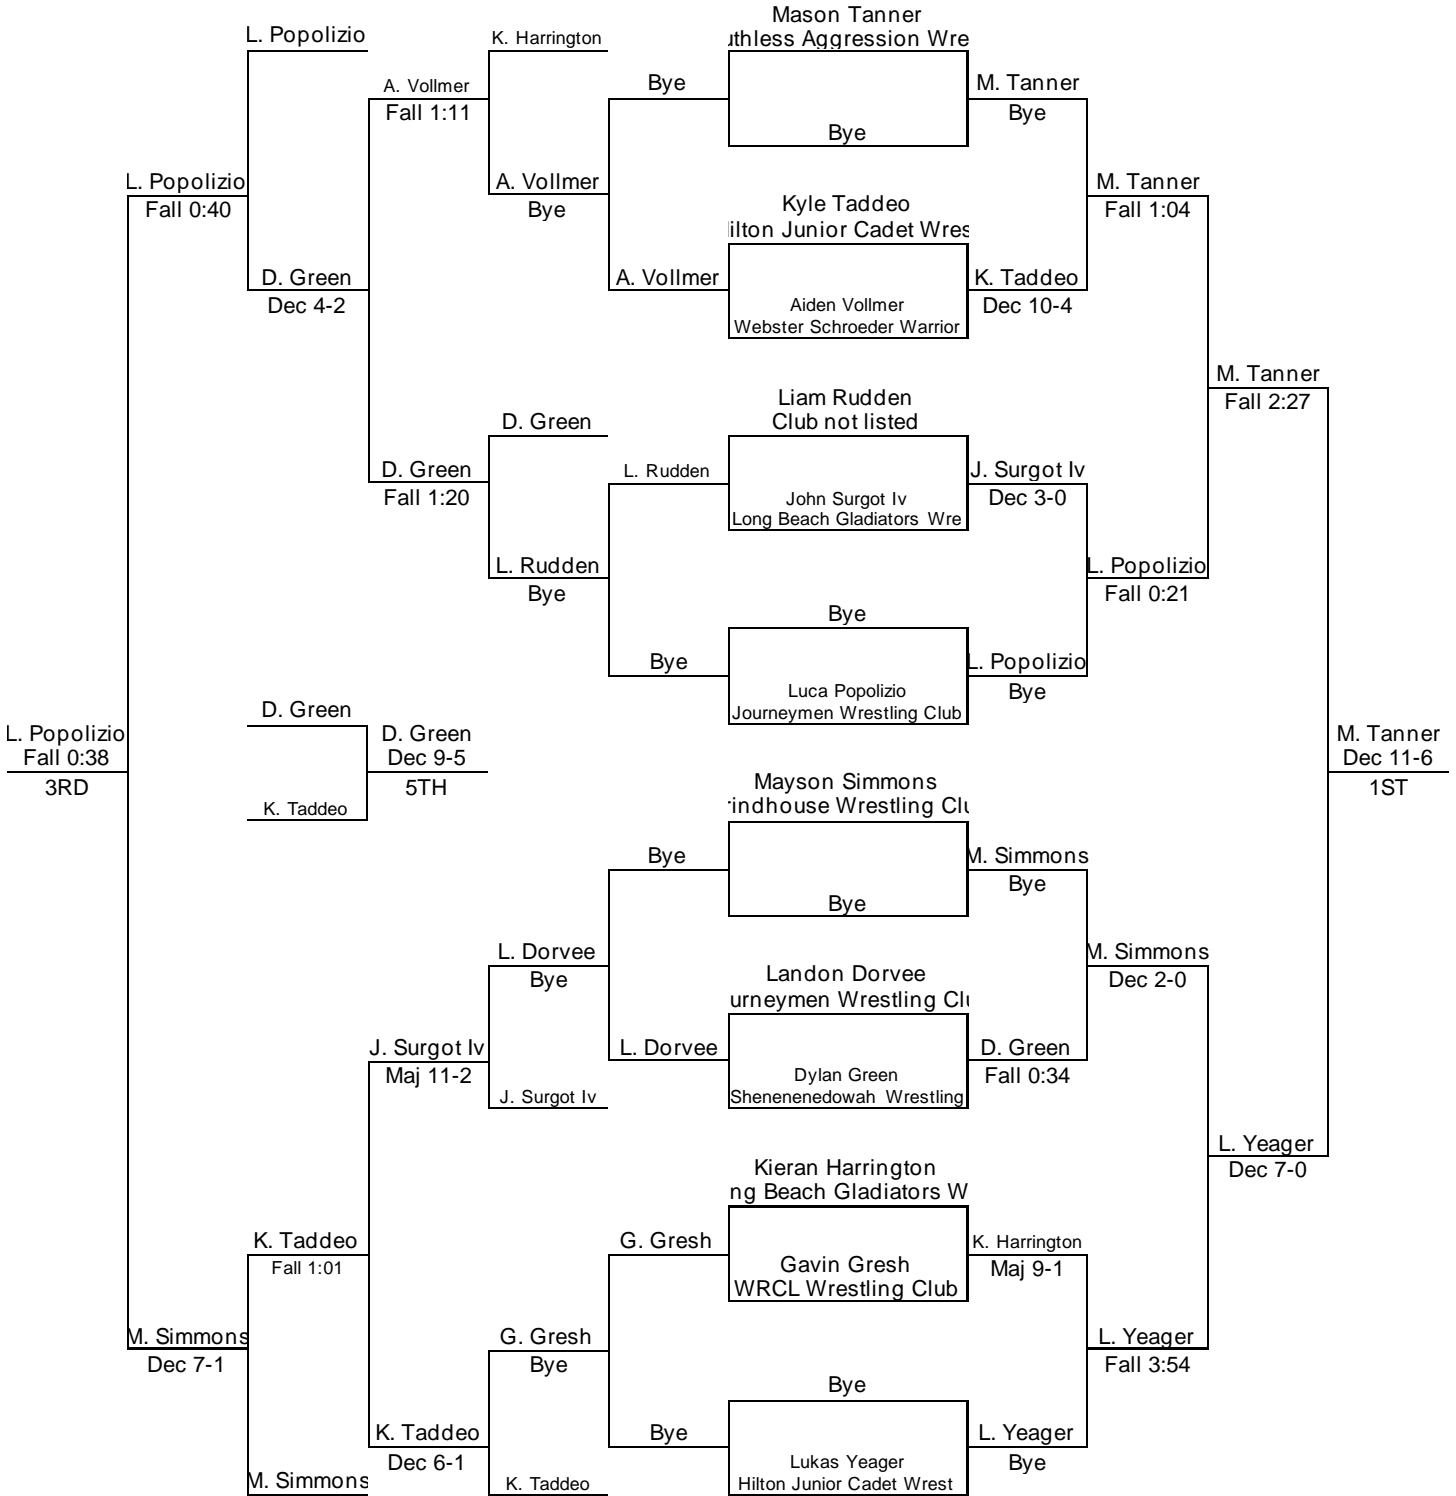 L. Popolizio
A. Vollmer
Fall 1:11
L. Popolizio
Fall 0:40
D. Green
Dec 4-2
D. Green
Fall 1:20
L. Popolizio
Fall 0:38
3RD
D. Green
K. Taddeo
D. Green
Dec 9-5
5TH
J. Surgot Iv
Maj 11-2
K. Taddeo
Fall 1:01
M. Simmons
Dec 7-1
K. Taddeo
Dec 6-1
M. Simmons
K. Harrington
A. Vollmer
Bye
D. Green
L. Rudden
Bye
L. Dorvee
Bye
J. Surgot Iv
G. Gresh
Bye
K. Taddeo
Bye
A. Vollmer
L. Rudden
Bye
Bye
L. Dorvee
G. Gresh
Bye
Mason Tanner
uthless Aggression Wre
Bye
Kyle Taddeo
ilton Junior Cadet Wres
Aiden Vollmer
Webster Schroeder Warrior
Liam Rudden
Club not listed
John Surgot Iv
Long Beach Gladiators Wre
Bye
Luca Popolizio
Journeymen Wrestling Club
Mayson Simmons
rindhouse Wrestling Clu
Bye
Landon Dorvee
urneymen Wrestling Clu
Dylan Green
Shenenenedowah Wrestling
Kieran Harrington
ng Beach Gladiators W
Gavin Gresh
WRCL Wrestling Club
Bye
Lukas Yeager
Hilton Junior Cadet Wrest
M. Tanner
Bye
K. Taddeo
Dec 10-4
J. Surgot Iv
Dec 3-0
L. Popolizio
Bye
M. Simmons
Bye
D. Green
Fall 0:34
K. Harrington
Maj 9-1
L. Yeager
Bye
M. Tanner
Fall 1:04
L. Popolizio
Fall 0:21
M. Simmons
Dec 2-0
L. Yeager
Fall 3:54
M. Tanner
Fall 2:27
L. Yeager
Dec 7-0
M. Tanner
Dec 11-6
1ST